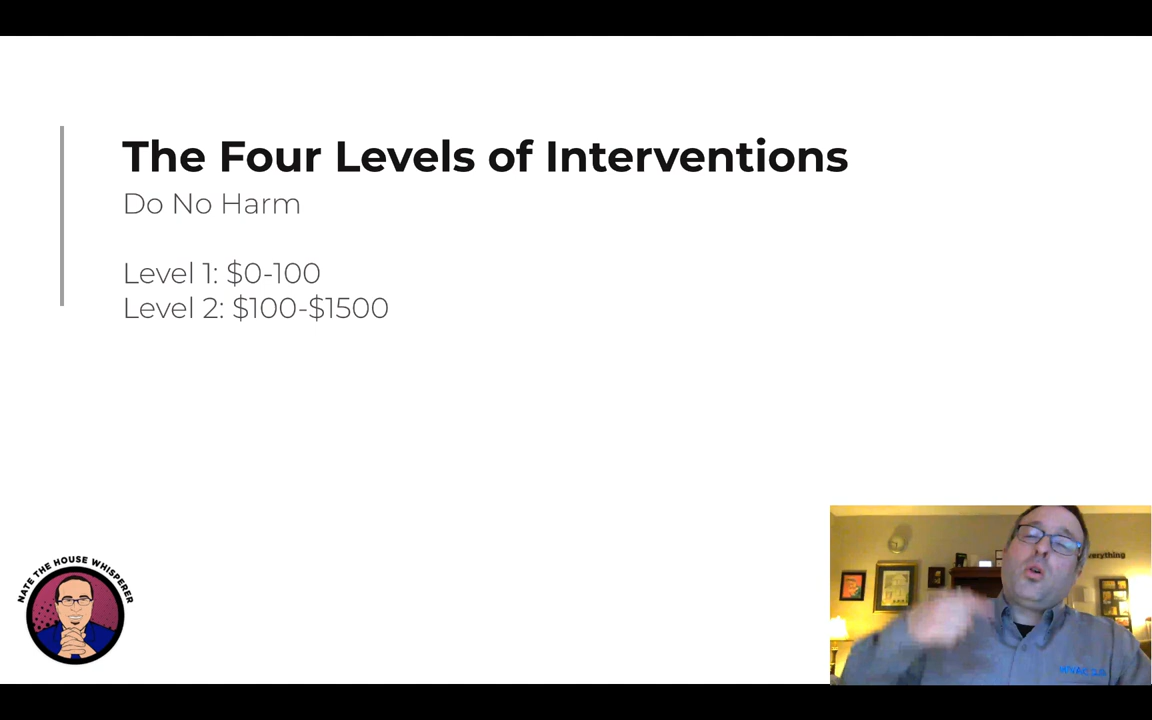 The Four Levels of Interventions
Do No Harm
Level 1: $0-100
Level 2: $100-$1500
NATE THE HOUSE WHISPERER